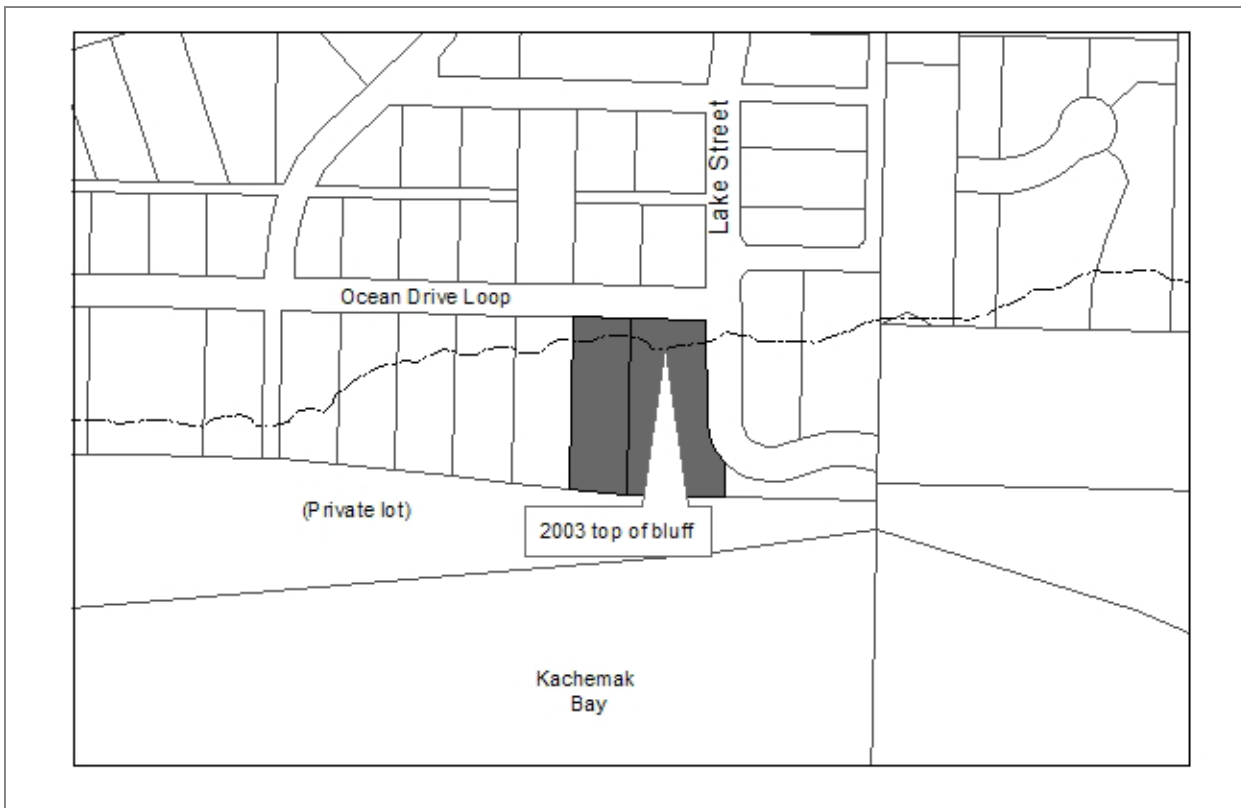 Lake Street
Ocean Drive Loop
(Private lot)
2003 top of bluff
Kachemak
Bay